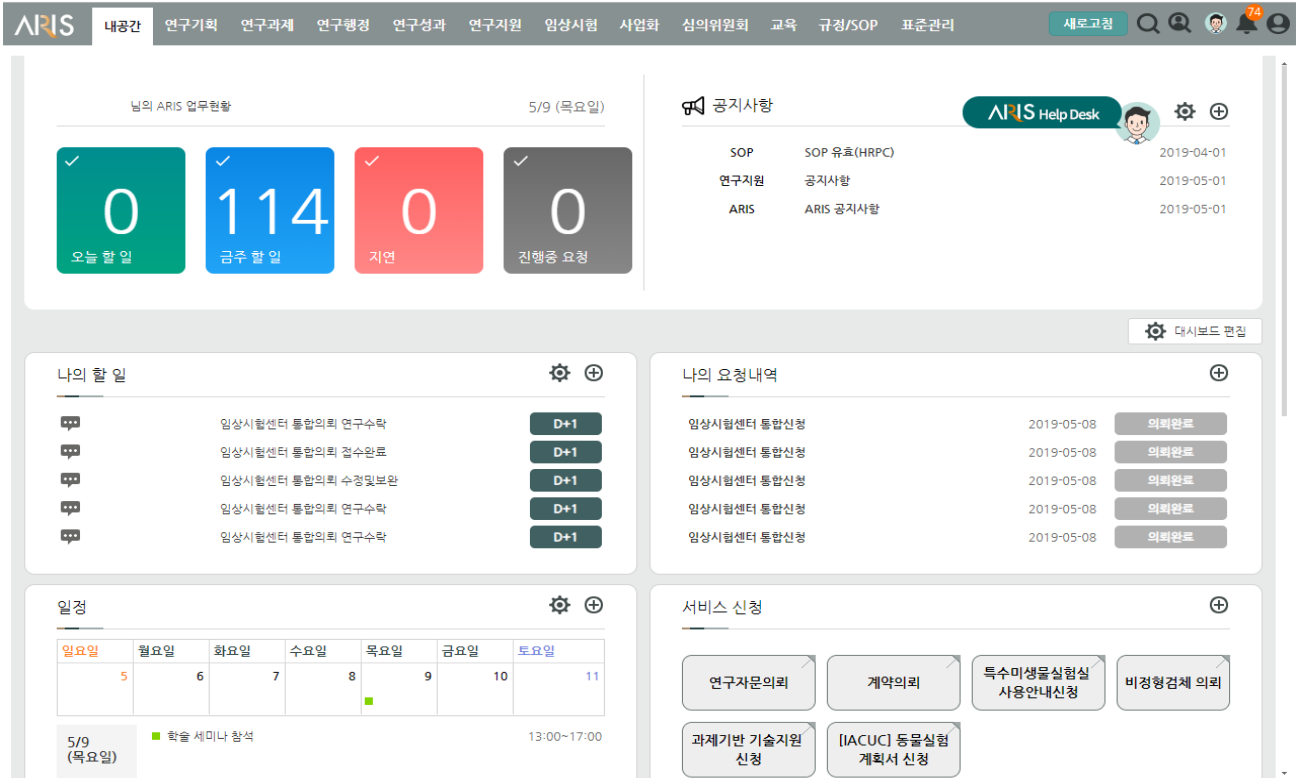 ARIS 내공간 연구기획 연구과제 연구행정 연구성과 연구지원 임상시험 사업화 심의위원회 교육 규정/SOP 표준관리 새로고침 74
님의 ARIS 업무현황 5/9 (목요일)
0
오늘 할 일
114
금주 할 일
0
지연
0
진행중 요청
공지사항
ARIS Help Desk
SOP SOP 유효(HRPC) 2019-04-01
연구지원 공지사항 2019-05-01
ARIS ARIS 공지사항 2019-05-01
대시보드 편집
나의 할 일
임상시험센터 통합의뢰 연구수락 D+1
임상시험센터 통합의뢰 접수완료 D+1
임상시험센터 통합의뢰 수정및보완 D+1
임상시험센터 통합의뢰 연구수락 D+1
임상시험센터 통합의뢰 연구수락 D+1
나의 요청내역
임상시험센터 통합신청 2019-05-08 의뢰완료
임상시험센터 통합신청 2019-05-08 의뢰완료
임상시험센터 통합신청 2019-05-08 의뢰완료
임상시험센터 통합신청 2019-05-08 의뢰완료
임상시험센터 통합신청 2019-05-08 의뢰완료
일정
일요일 월요일 화요일 수요일 목요일 금요일 토요일
5 6 7 8 9 10 11
5/9
(목요일)
학술 세미나 참석 13:00~17:00
서비스 신청
연구자문의뢰
계약의뢰
특수미생물실험실
사용안내신청
비정형검체 의뢰
과제기반 기술지원
신청
[IACUC] 동물실험
계획서 신청